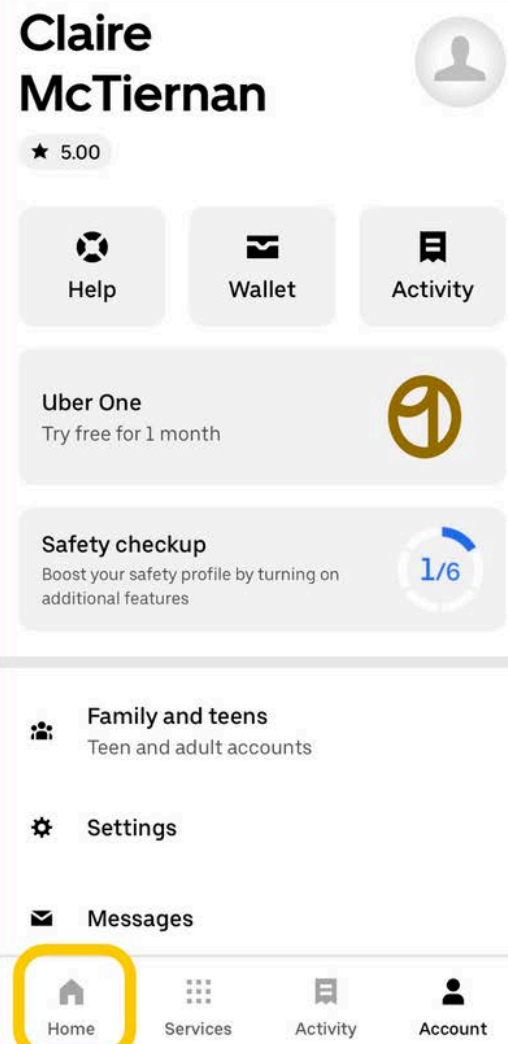 Claire
McTiernan
★ 5.00
Help
Wallet
Activity
Uber One
Try free for 1 month
Safety checkup
Boost your safety profile by turning on
additional features
1/6
Family and teens
Teen and adult accounts
Settings
Messages
Home
Services
Activity
Account